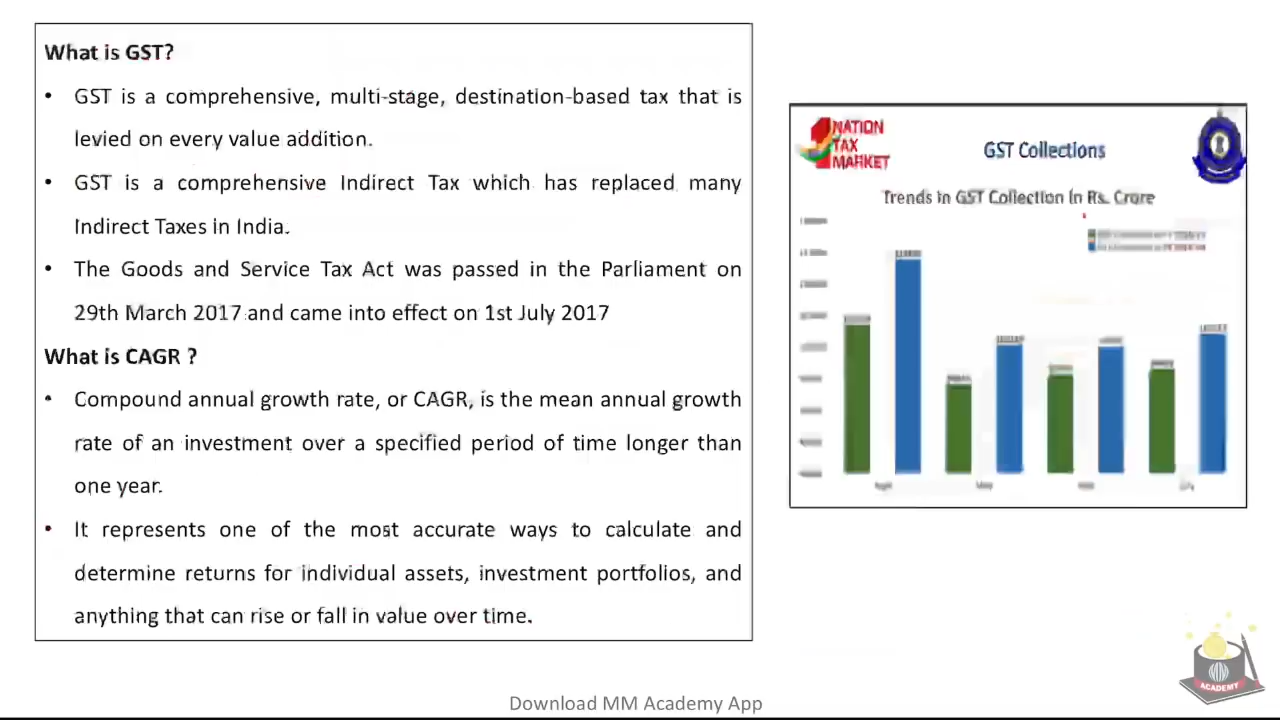 What is GST?
• GST is a comprehensive, multi-stage, destination-based tax that is
levied on every value addition.
• GST is a comprehensive Indirect Tax which has replaced many
Indirect Taxes in India.
• The Goods and Service Tax Act was passed in the Parliament on
29th March 2017 and came into effect on 1st July 2017
What is CAGR ?
• Compound annual growth rate, or CAGR, is the mean annual growth
rate of an investment over a specified period of time longer than
one year.
• It represents one of the most accurate ways to calculate and
determine returns for individual assets, investment portfolios, and
anything that can rise or fall in value over time.
NATION
TAX
MARKET
GST Collections
Trends in GST Collection in Rs. Crore
ACADEMY
Download MM Academy App